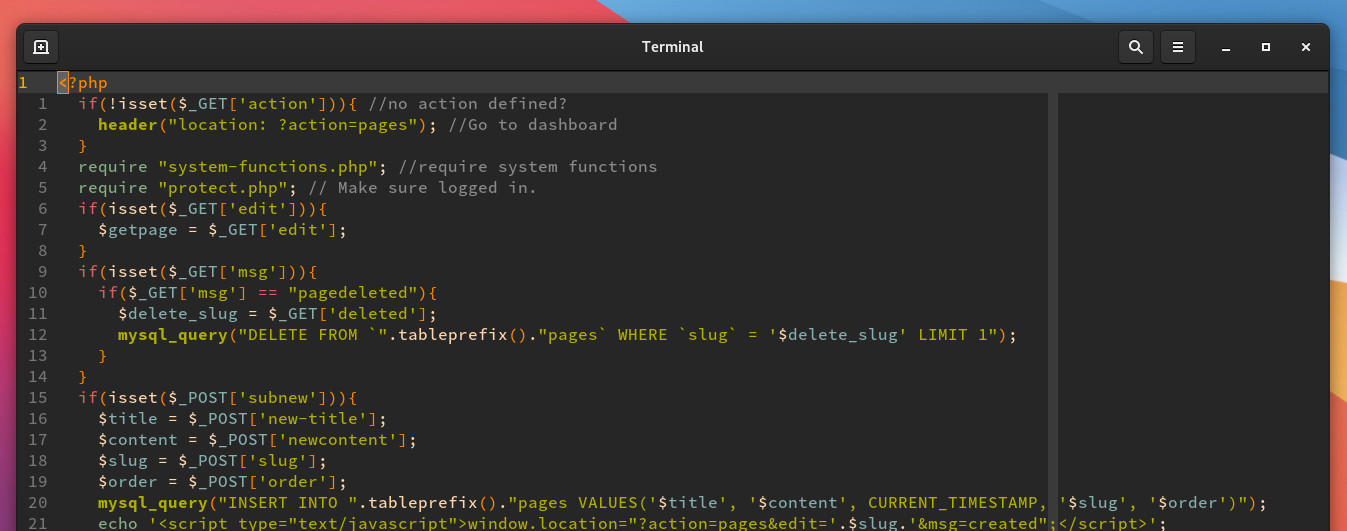 Terminal
1 <?php
1 if(!isset($_GET['action'])){ //no action defined?
2 header("location: ?action=pages"); //Go to dashboard
3 }
4 require "system-functions.php"; //require system functions
5 require "protect.php"; // Make sure logged in.
6 if(isset($_GET['edit'])){
7 $getpage = $_GET['edit'];
8 }
9 if(isset($_GET['msg'])){
10 if($_GET['msg'] == "pagedeleted"){
11 $delete_slug = $_GET['deleted'];
12 mysql_query("DELETE FROM `".tableprefix()."pages` WHERE `slug` = '$delete_slug' LIMIT 1");
13 }
14 }
15 if(isset($_POST['subnew'])){
16 $title = $_POST['new-title'];
17 $content = $_POST['newcontent'];
18 $slug = $_POST['slug'];
19 $order = $_POST['order'];
20 mysql_query("INSERT INTO ".tableprefix()."pages VALUES('$title', '$content', CURRENT_TIMESTAMP, '$slug', '$order')");
21 echo '<script type="text/javascript">window.location="?action=pages&edit='.$slug.'&msg=created";</script>';